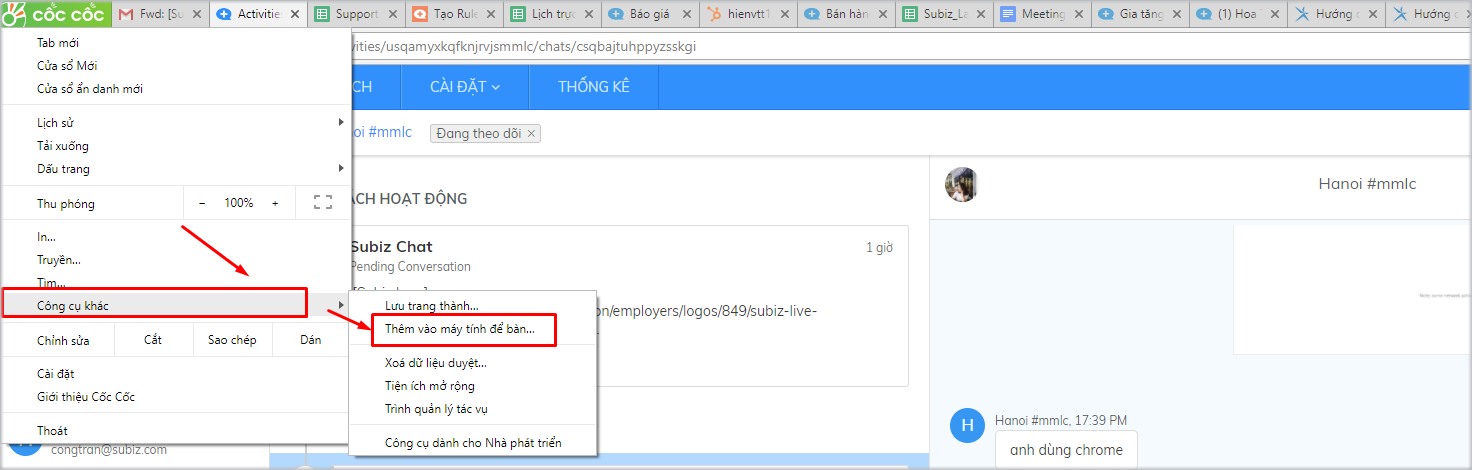 cốc cốc
Fwd: [Su
Activities
Support
Tạo Rule
Lịch trực
Báo giá
hienvtt1
Bán hàn
Subiz_La
Meeting
Gia tăng
(1) Hoa
Hướng d
Hướng d
Tab mới
Cửa sổ Mới
Cửa sổ ẩn danh mới
Lịch sử
Tải xuống
Dấu trang
Thu phóng
− 100% +
In...
Truyền...
Tìm...
Công cụ khác
Chỉnh sửa Cắt Sao chép Dán
Cài đặt
Giới thiệu Cốc Cốc
Thoát
Lưu trang thành...
Thêm vào máy tính để bàn...
Xoá dữ liệu duyệt...
Tiện ích mở rộng
Trình quản lý tác vụ
Công cụ dành cho Nhà phát triển
vities/usqamyxkqfknjrvjsmmlc/chats/csqbajtuhppyzsskgi
CH CÀI ĐẶT THỐNG KÊ
oi #mmlc Đang theo dõi ×
ÁCH HOẠT ĐỘNG
Subiz Chat 1 giờ
Pending Conversation
on/employers/logos/849/subiz-live-
congtran@subiz.com
Hanoi #mmlc
H
Hanoi #mmlc, 17:39 PM
anh dùng chrome